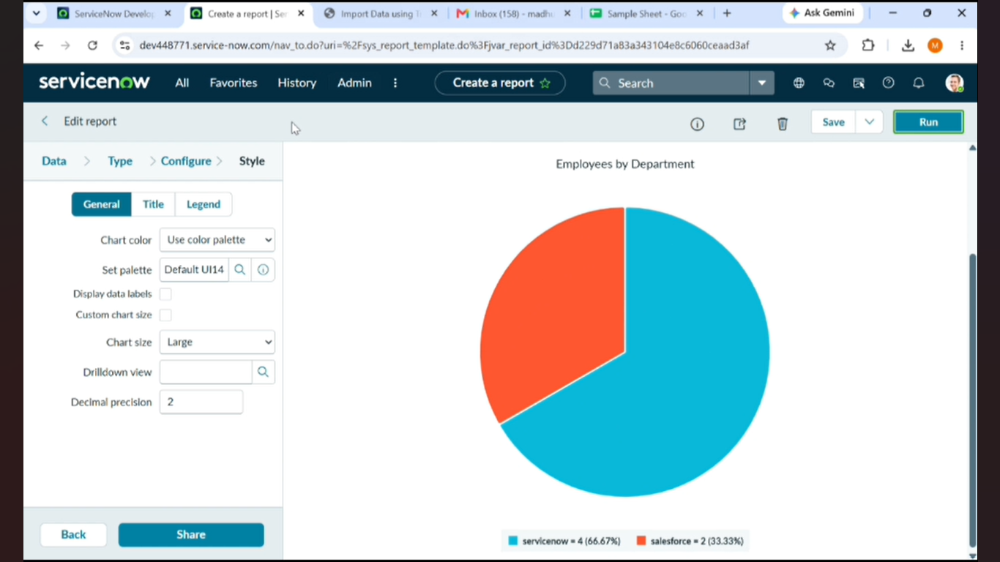 ServiceNow Develop
Create a report | Ser
Import Data using T
Inbox (158) - madhu
Sample Sheet - Goo
Ask Gemini
dev448771.service-now.com/nav_to.do?uri=%2Fsys_report_template.do%3Fjvar_report_id%3Dd229d71a83a343104e8c6060ceaad3af
M
servicenow
All
Favorites
History
Admin
Create a report
Search
Edit report
Save
Run
Data
Type
Configure
Style
General
Title
Legend
Chart color
Use color palette
Set palette
Default UI14
Display data labels
Custom chart size
Chart size
Large
Drilldown view
Decimal precision
2
Back
Share
Employees by Department
servicenow = 4 (66.67%)
salesforce = 2 (33.33%)